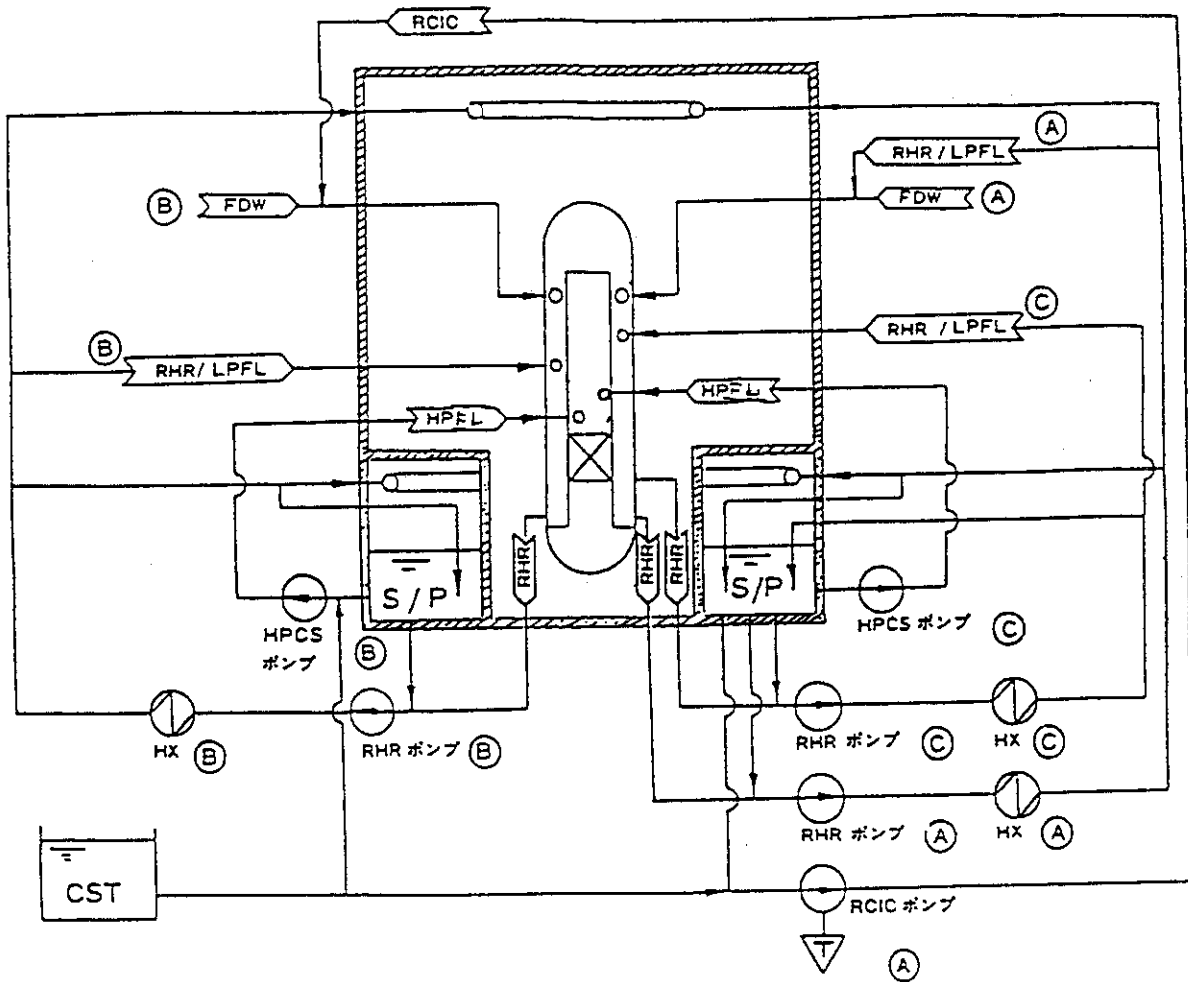 RCIC
Ⓐ
RHR / LPFL
Ⓑ
FDW
FDW
Ⓐ
Ⓒ
RHR / LPFL
Ⓑ
RHR / LPFL
HPFL
HPFL
RHR
RHR
RHR
S/P
S/P
HPCS
ポンプ
Ⓑ
HPCS ポンプ
Ⓒ
HX
Ⓑ
RHR ポンプ
Ⓑ
RHR ポンプ
Ⓒ
HX
Ⓒ
RHR ポンプ
Ⓐ
HX
Ⓐ
CST
RCIC ポンプ
T
Ⓐ